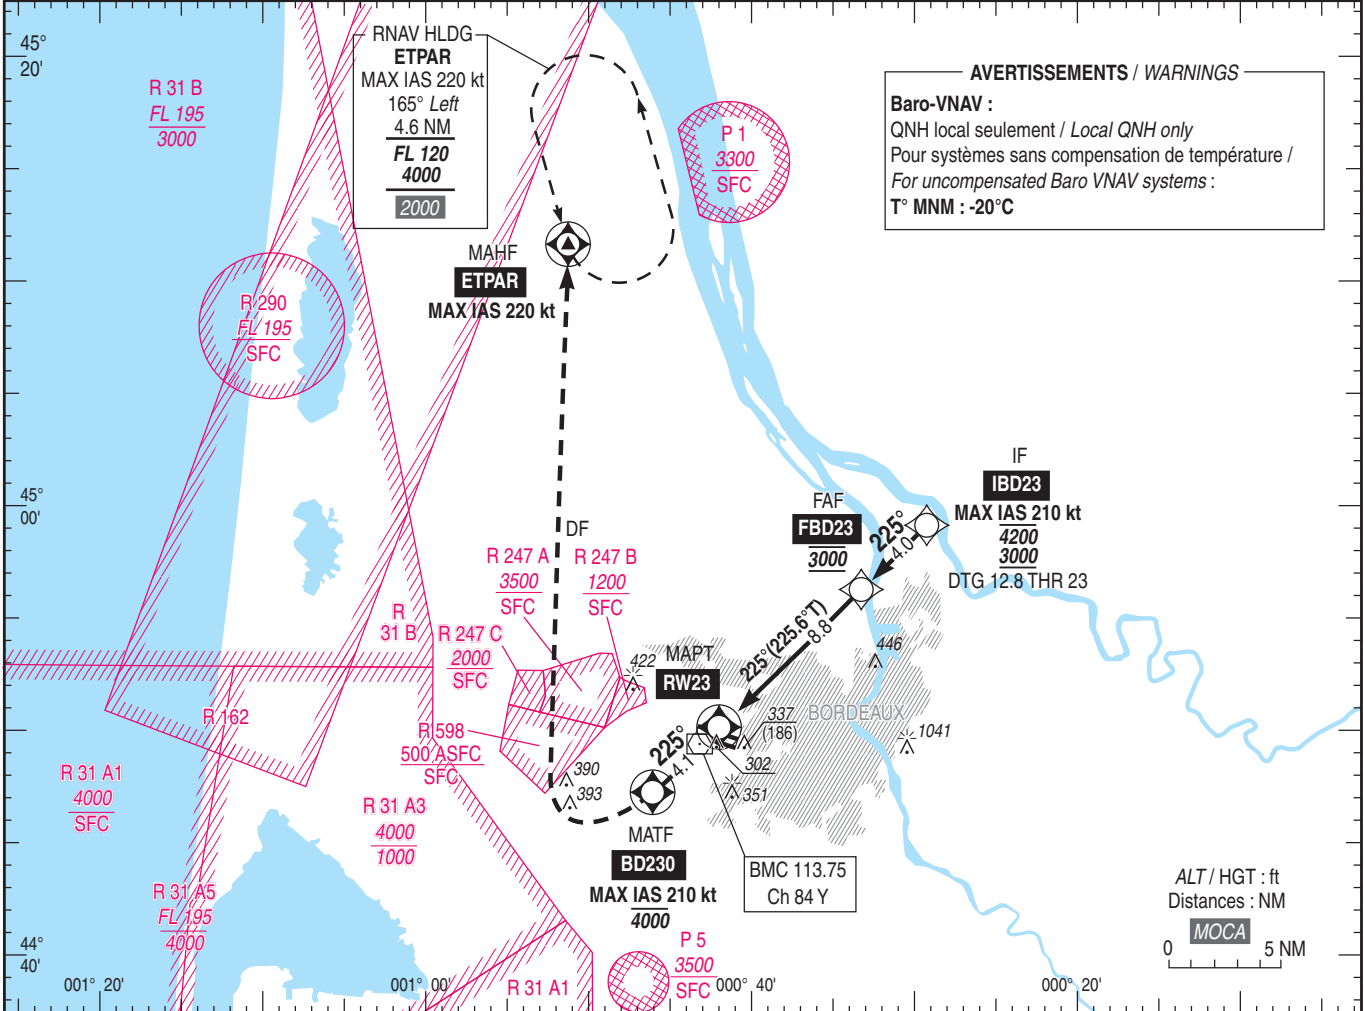 45°
20'
R 31 B
FL 195
3000
RNAV HLDG
ETPAR
MAX IAS 220 kt
165° Left
4.6 NM
FL 120
4000
2000
P 1
3300
SFC
AVERTISSEMENTS / WARNINGS
Baro-VNAV :
QNH local seulement / Local QNH only
Pour systèmes sans compensation de température /
For uncompensated Baro VNAV systems :
T° MNM : -20°C
MAHF
ETPAR
MAX IAS 220 kt
R 290
FL 195
SFC
45°
00'
IF
IBD23
MAX IAS 210 kt
4200
3000
DTG 12.8 THR 23
FAF
FBD23
3000
225°
4.0
DF
R 247 A
3500
SFC
R 247 B
1200
SFC
R
31 B
R 247 C
2000
SFC
225°(225.6°T)
8.8
446
422
MAPT
RW23
R 162
R 598
500 ASFC
SFC
BORDEAUX
337
(186)
1041
302
225°
4.1
390
393
351
R 31 A1
4000
SFC
R 31 A3
4000
1000
MATF
BD230
MAX IAS 210 kt
4000
BMC 113.75
Ch 84 Y
R 31 A5
FL 195
4000
ALT / HGT : ft
Distances : NM
MOCA
0 5 NM
44°
40'
P 5
3500
SFC
R 31 A1
001° 20'
001° 00'
000° 40'
000° 20'